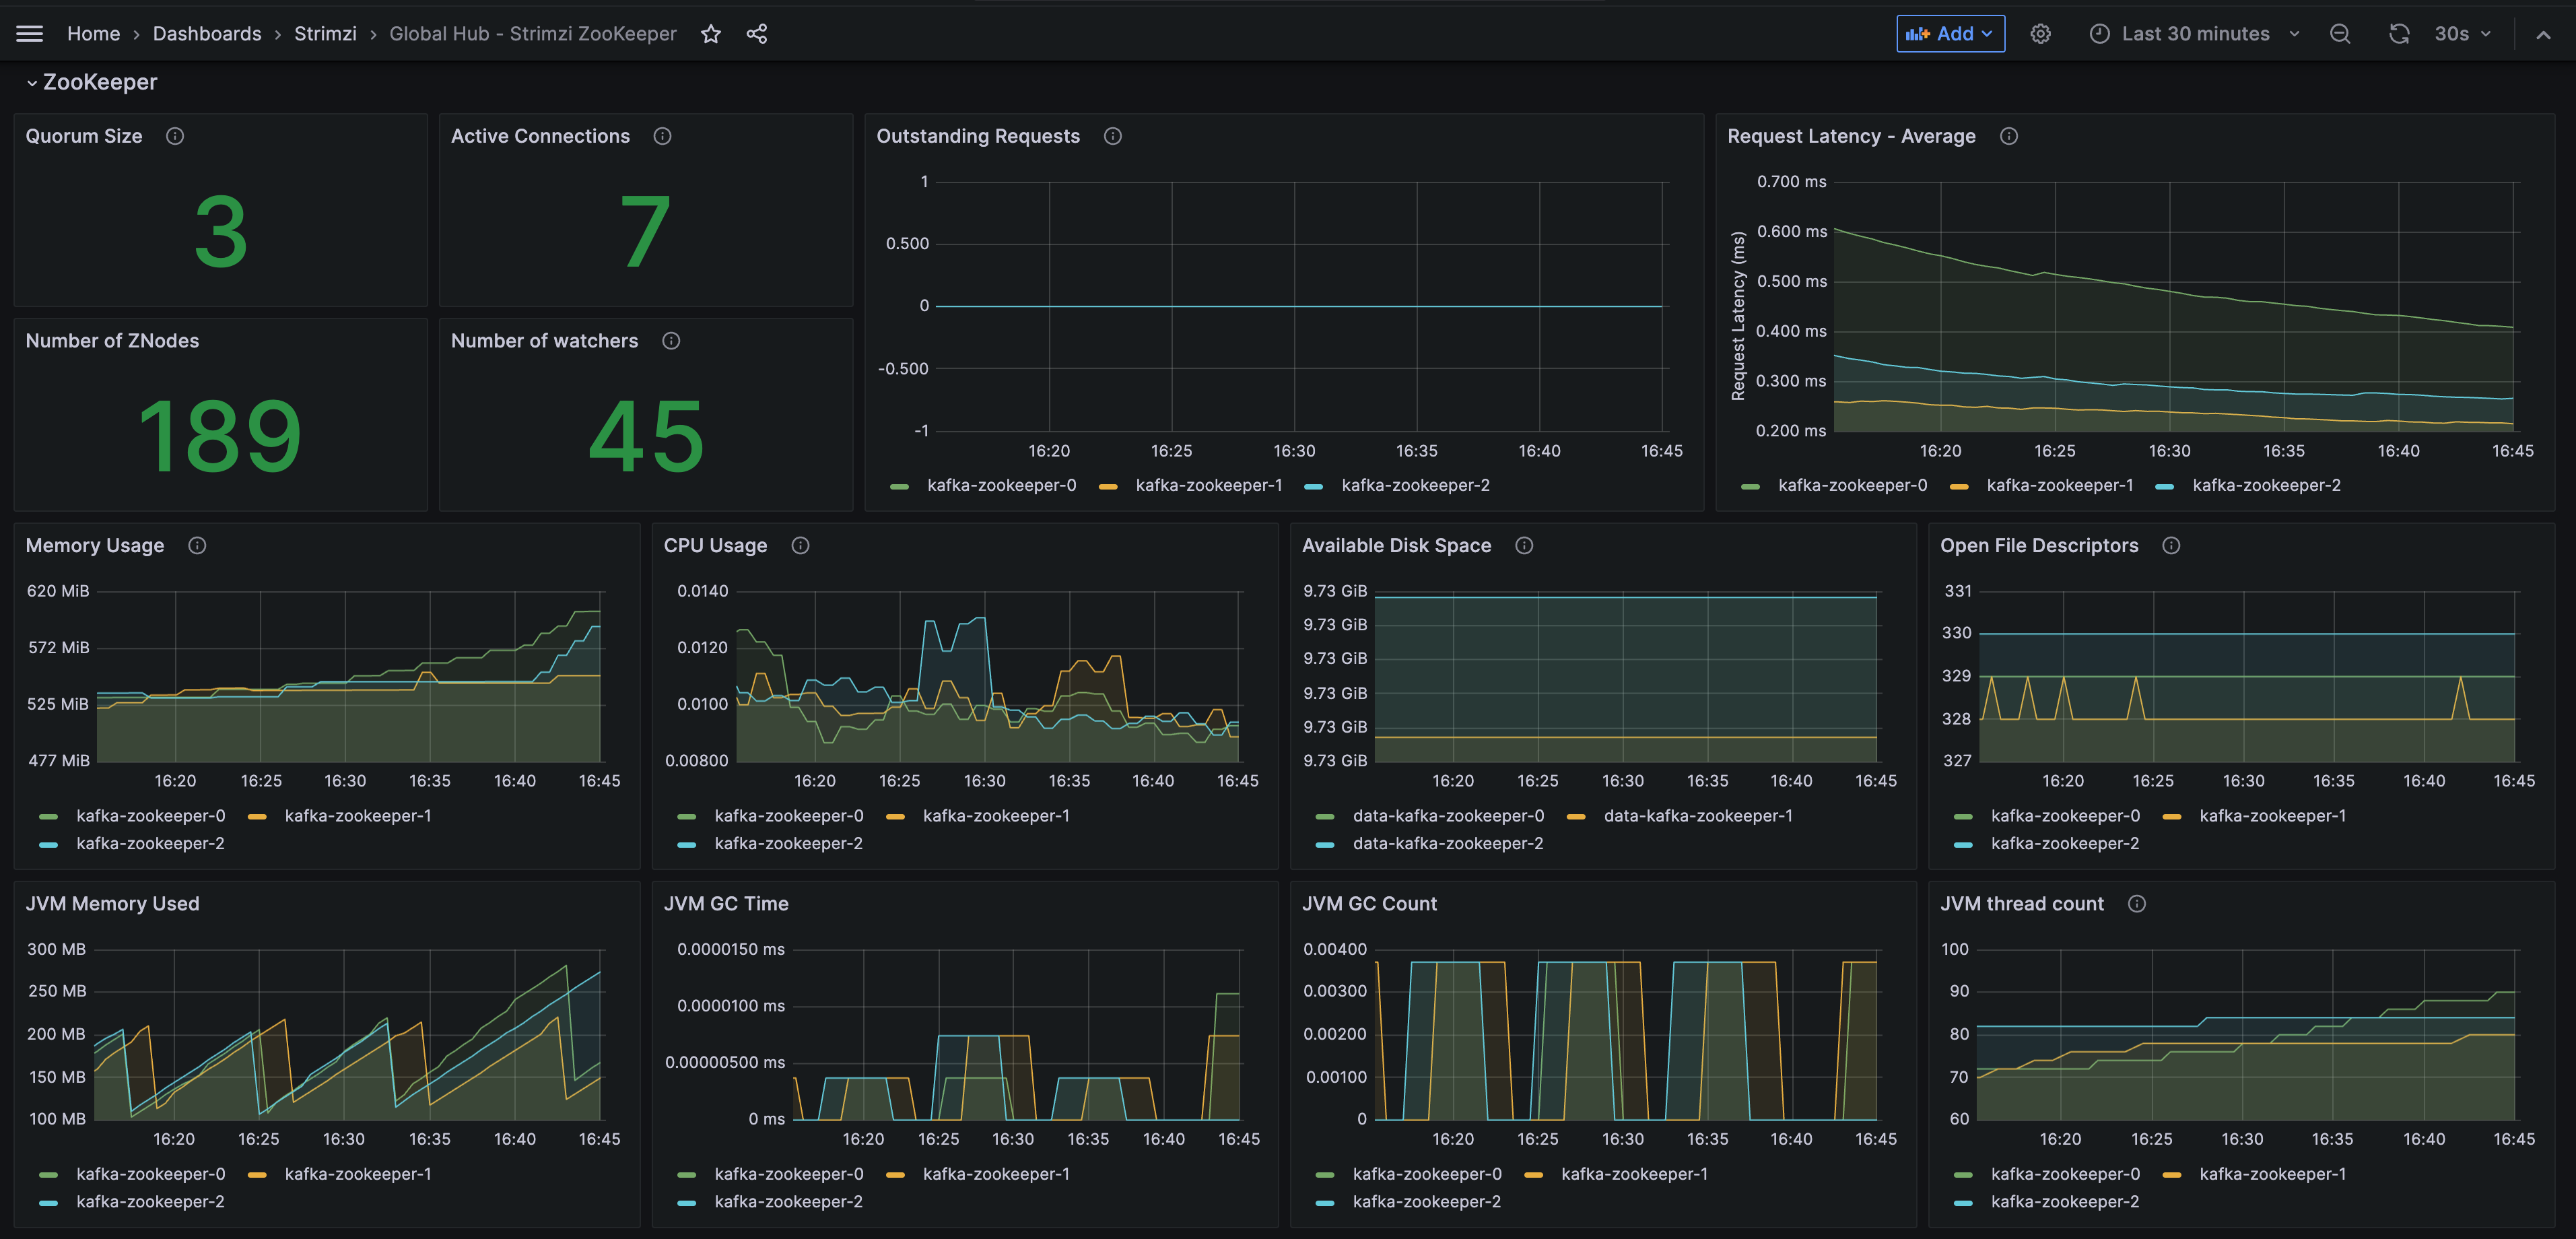 Home › Dashboards › Strimzi › Global Hub - Strimzi ZooKeeper Add Last 30 minutes 30s
ZooKeeper
Quorum Size
3
Active Connections
7
Number of ZNodes
189
Number of watchers
45
Outstanding Requests
1
0.500
0
-0.500
-1
16:20 16:25 16:30 16:35 16:40 16:45
kafka-zookeeper-0 kafka-zookeeper-1 kafka-zookeeper-2
Request Latency - Average
Request Latency (ms)
0.700 ms
0.600 ms
0.500 ms
0.400 ms
0.300 ms
0.200 ms
16:20 16:25 16:30 16:35 16:40 16:45
kafka-zookeeper-0 kafka-zookeeper-1 kafka-zookeeper-2
Memory Usage
620 MiB
572 MiB
525 MiB
477 MiB
16:20 16:25 16:30 16:35 16:40 16:45
kafka-zookeeper-0 kafka-zookeeper-1
kafka-zookeeper-2
CPU Usage
0.0140
0.0120
0.0100
0.00800
16:20 16:25 16:30 16:35 16:40 16:45
kafka-zookeeper-0 kafka-zookeeper-1
kafka-zookeeper-2
Available Disk Space
9.73 GiB
9.73 GiB
9.73 GiB
9.73 GiB
9.73 GiB
9.73 GiB
16:20 16:25 16:30 16:35 16:40 16:45
data-kafka-zookeeper-0 data-kafka-zookeeper-1
data-kafka-zookeeper-2
Open File Descriptors
331
330
329
328
327
16:20 16:25 16:30 16:35 16:40 16:45
kafka-zookeeper-0 kafka-zookeeper-1
kafka-zookeeper-2
JVM Memory Used
300 MB
250 MB
200 MB
150 MB
100 MB
16:20 16:25 16:30 16:35 16:40 16:45
kafka-zookeeper-0 kafka-zookeeper-1
kafka-zookeeper-2
JVM GC Time
0.0000150 ms
0.0000100 ms
0.00000500 ms
0 ms
16:20 16:25 16:30 16:35 16:40 16:45
kafka-zookeeper-0 kafka-zookeeper-1
kafka-zookeeper-2
JVM GC Count
0.00400
0.00300
0.00200
0.00100
0
16:20 16:25 16:30 16:35 16:40 16:45
kafka-zookeeper-0 kafka-zookeeper-1
kafka-zookeeper-2
JVM thread count
100
90
80
70
60
16:20 16:25 16:30 16:35 16:40 16:45
kafka-zookeeper-0 kafka-zookeeper-1
kafka-zookeeper-2